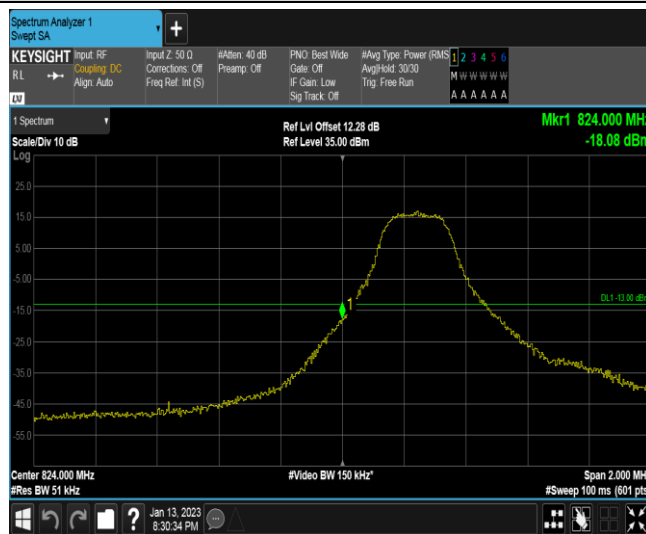 Spectrum Analyzer 1
Swept SA
+
KEYSIGHT
RL
Input: RF
Coupling: DC
Align: Auto
Input Z: 50 Ω
Corrections: Off
Freq Ref: Int (S)
#Atten: 40 dB
Preamp: Off
PNO: Best Wide
Gate: Off
IF Gain: Low
Sig Track: Off
#Avg Type: Power (RMS
Avg|Hold: 30/30
Trig: Free Run
1 2 3 4 5 6
M W W W W W
A A A A A A
LXI
1 Spectrum
Scale/Div 10 dB
Log
Ref Lvl Offset 12.28 dB
Ref Level 35.00 dBm
Mkr1 824.000 MHz
-18.08 dBm
25.0
15.0
5.00
-5.00
DL1 -13.00 dBm
1
-15.0
-25.0
-35.0
-45.0
-55.0
Center 824.000 MHz
#Res BW 51 kHz
#Video BW 150 kHz*
Span 2.000 MHz
#Sweep 100 ms (601 pts)
?
Jan 13, 2023
8:30:34 PM